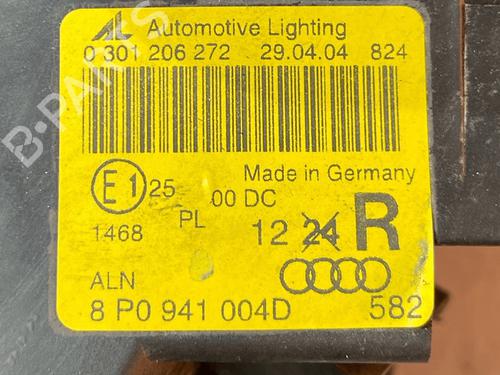 AL Automotive Lighting
0 301 206 272 29.04.04 824
E1 25 00 DC Made in Germany
1468 PL 12 24 R
ALN
8 P0 941 004D 582
B-PARTS